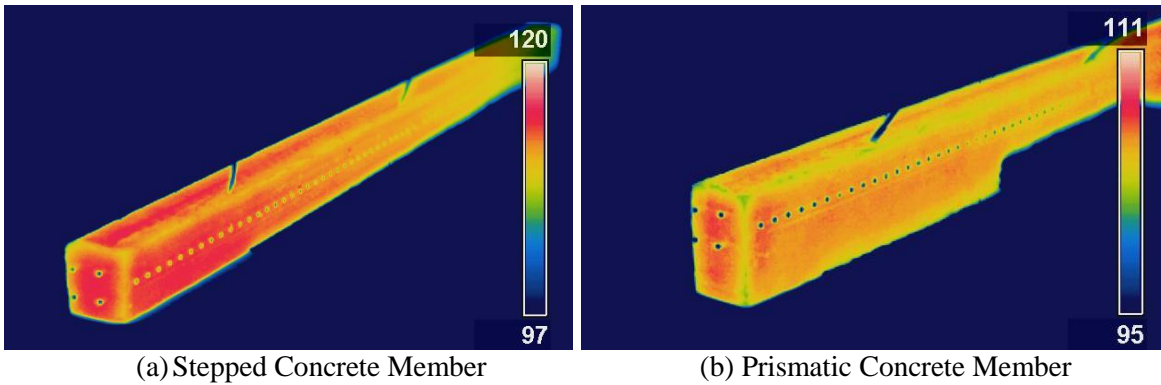 120
97
111
95
(a) Stepped Concrete Member
(b) Prismatic Concrete Member